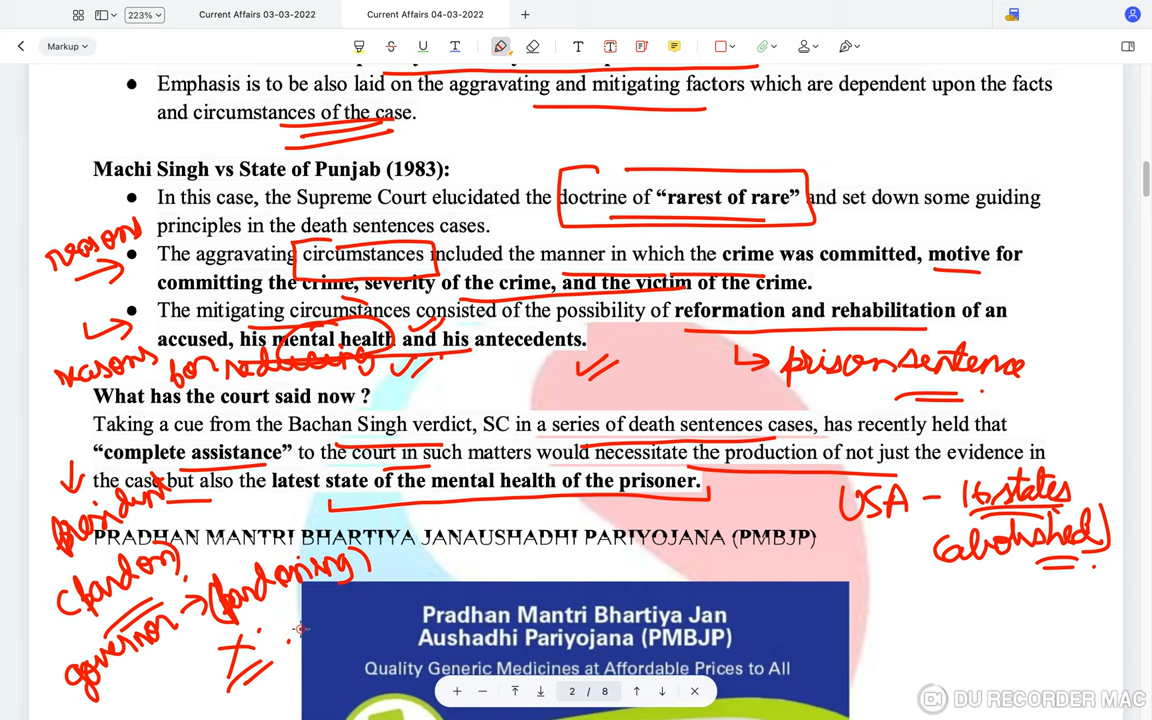 223%
Current Affairs 03-03-2022
Current Affairs 04-03-2022
Markup
Emphasis is to be also laid on the aggravating and mitigating factors which are dependent upon the facts
and circumstances of the case.
Machi Singh vs State of Punjab (1983):
In this case, the Supreme Court elucidated the doctrine of “rarest of rare” and set down some guiding
principles in the death sentences cases.
reasons
The aggravating circumstances included the manner in which the crime was committed, motive for
committing the crime, severity of the crime, and the victim of the crime.
The mitigating circumstances consisted of the possibility of reformation and rehabilitation of an
accused, his mental health and his antecedents.
reasons for reducing
prison sentence
What has the court said now ?
Taking a cue from the Bachan Singh verdict, SC in a series of death sentences cases, has recently held that
“complete assistance” to the court in such matters would necessitate the production of not just the evidence in
the case but also the latest state of the mental health of the prisoner.
USA - 16 states
(abolished)
President
(Pardon)
governor → (Pardoning)
PRADHAN MANTRI BHARTIYA JANAUSHADHI PARIYOJANA (PMBJP)
Pradhan Mantri Bhartiya Jan
Aushadhi Pariyojana (PMBJP)
Quality Generic Medicines at Affordable Prices to All
2 / 8
DU RECORDER MAC